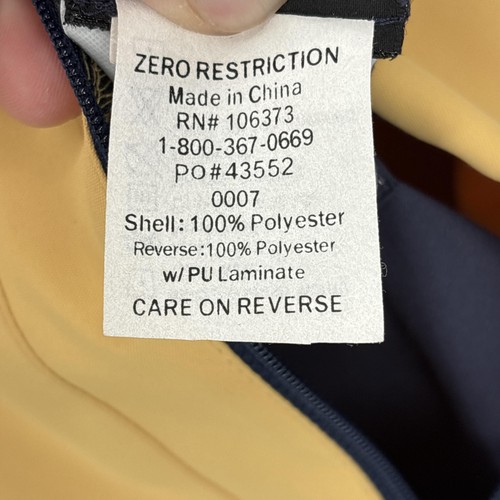 ZERO RESTRICTION
Made in China
RN# 106373
1-800-367-0669
PO#43552
0007
Shell: 100% Polyester
Reverse:100% Polyester
w/PU Laminate
CARE ON REVERSE